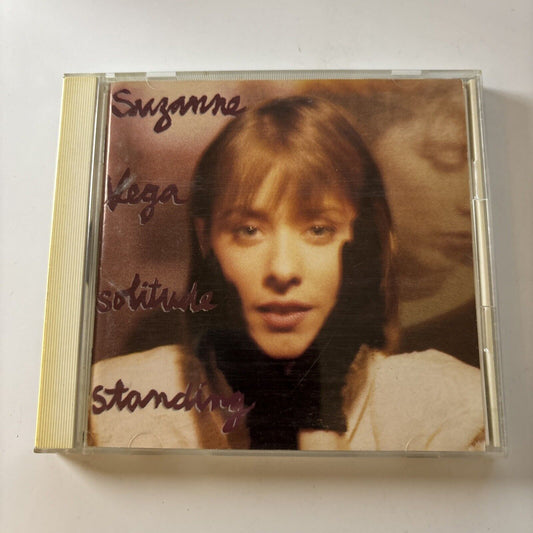 Suzanne
Vega
solitude
standing